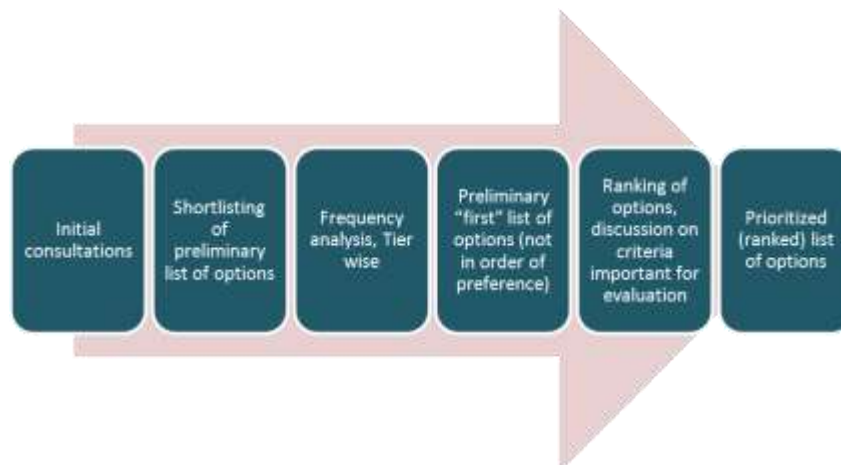 Initial
consultations
Shortlisting
of
preliminary
list of options
Frequency
analysis, Tier
wise
Preliminary
"first" list of
options (not
in order of
preference)
Ranking of
options,
discussion on
criteria
important for
evaluation
Prioritized
(ranked) list
of options